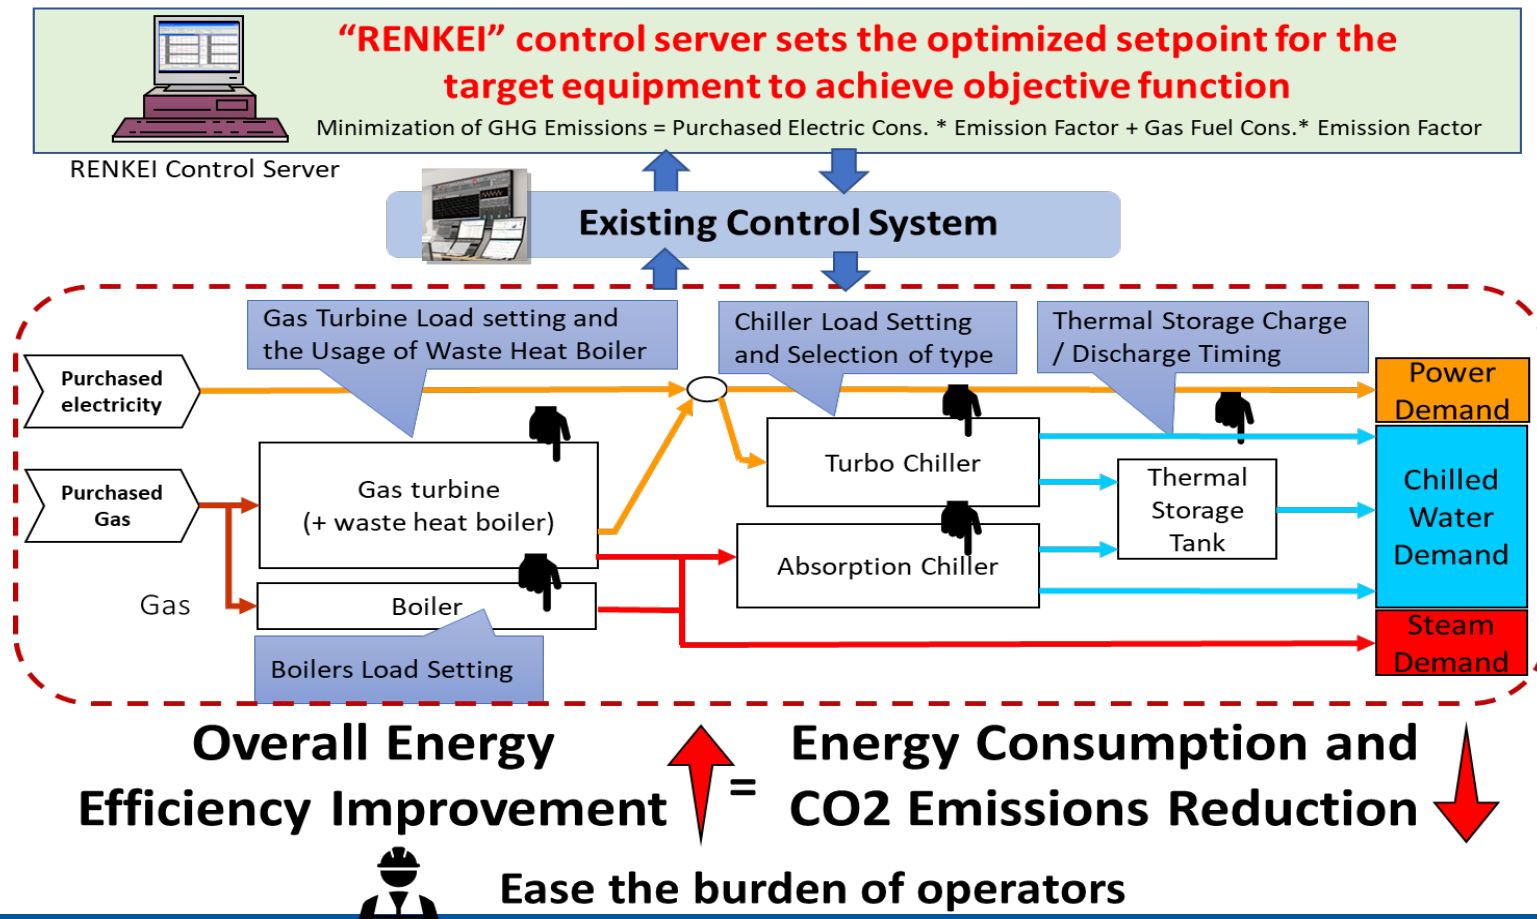 “RENKEI” control server sets the optimized setpoint for the
target equipment to achieve objective function
Minimization of GHG Emissions = Purchased Electric Cons. * Emission Factor + Gas Fuel Cons.* Emission Factor
RENKEI Control Server
Existing Control System
Gas Turbine Load setting and
the Usage of Waste Heat Boiler
Chiller Load Setting
and Selection of type
Thermal Storage Charge
/ Discharge Timing
Purchased
electricity
Power
Demand
Purchased
Gas
Gas turbine
(+ waste heat boiler)
Turbo Chiller
Thermal
Storage
Tank
Chilled
Water
Demand
Absorption Chiller
Gas
Boiler
Steam
Demand
Boilers Load Setting
Overall Energy
Efficiency Improvement
=
Energy Consumption and
CO2 Emissions Reduction
Ease the burden of operators